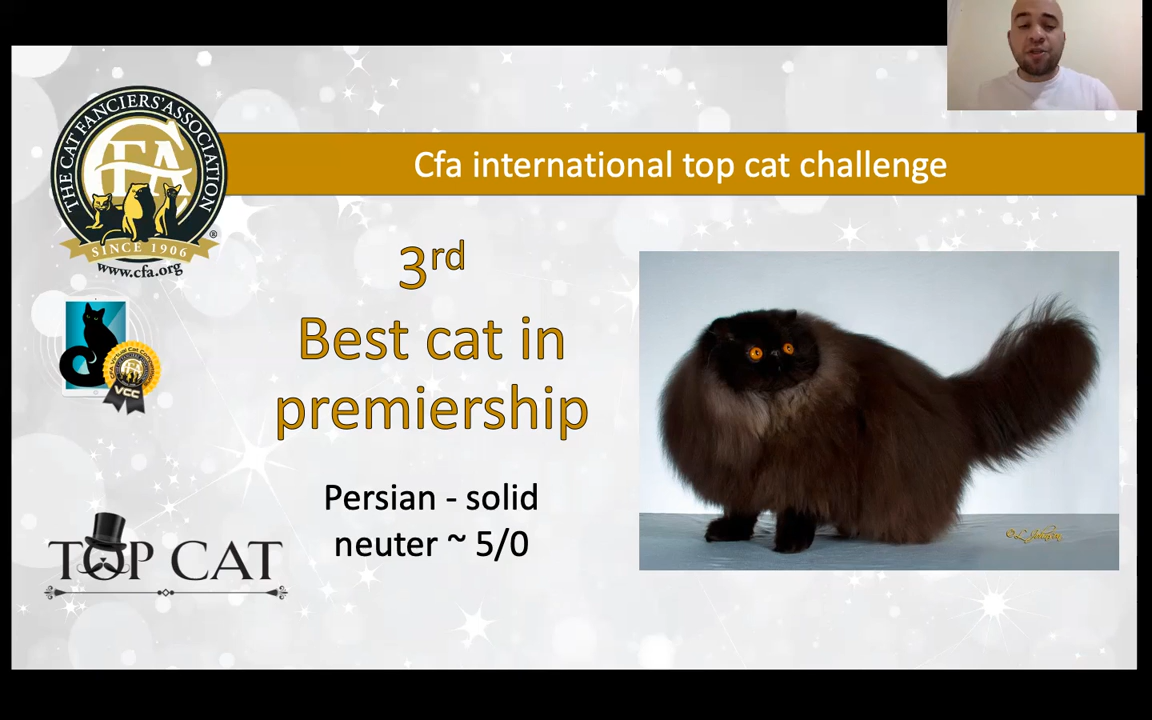 THE CAT FANCIERS' ASSOCIATION
CFA
SINCE 1906
®
www.cfa.org
Cfa international top cat challenge
3rd
Best cat in
premiership
Persian - solid
neuter ~ 5/0
VCC
TOP CAT